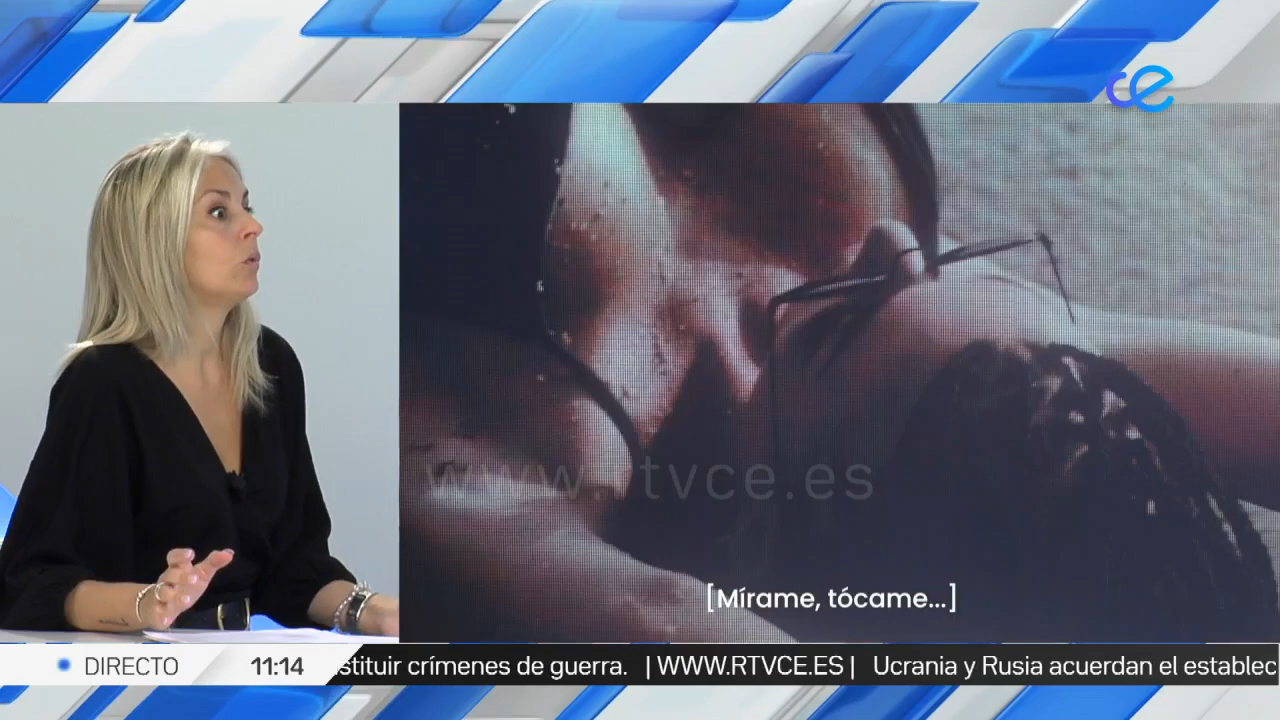 ce
www.rtvce.es
[Mírame, tócame...]
DIRECTO
11:14
stituir crímenes de guerra. | WWW.RTVCE.ES | Ucrania y Rusia acuerdan el establec